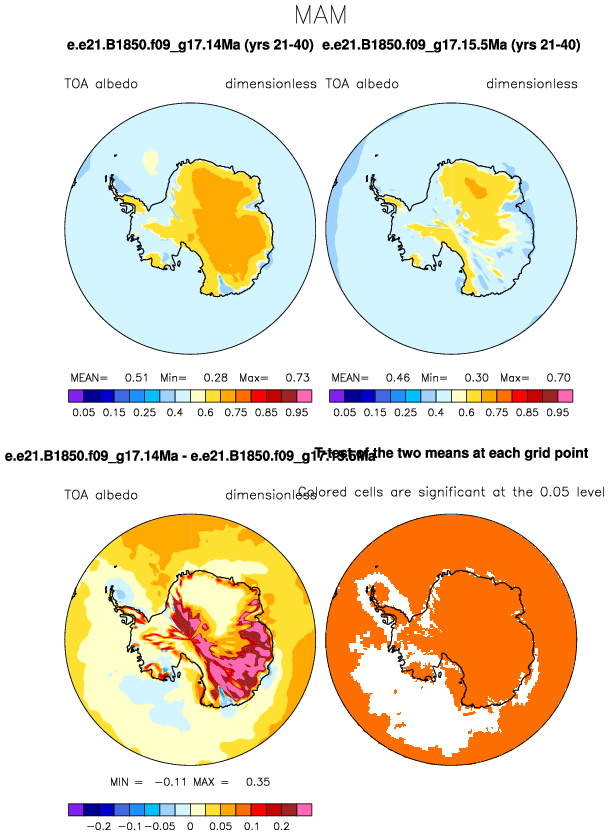 MAM
e.e21.B1850.f09_g17.14Ma (yrs 21-40) e.e21.B1850.f09_g17.15.5Ma (yrs 21-40)
TOA albedo dimensionless TOA albedo dimensionless
MEAN= 0.51 Min= 0.28 Max= 0.73 MEAN= 0.46 Min= 0.30 Max= 0.70
0.05 0.15 0.25 0.4 0.6 0.75 0.85 0.95 0.05 0.15 0.25 0.4 0.6 0.75 0.85 0.95
e.e21.B1850.f09_g17.14Ma - e.e21.B1850.f09_g17.15.5Ma T-test of the two means at each grid point
TOA albedo dimensionless Colored cells are significant at the 0.05 level
MIN = -0.11 MAX = 0.35
-0.2 -0.1 -0.05 0 0.05 0.1 0.2